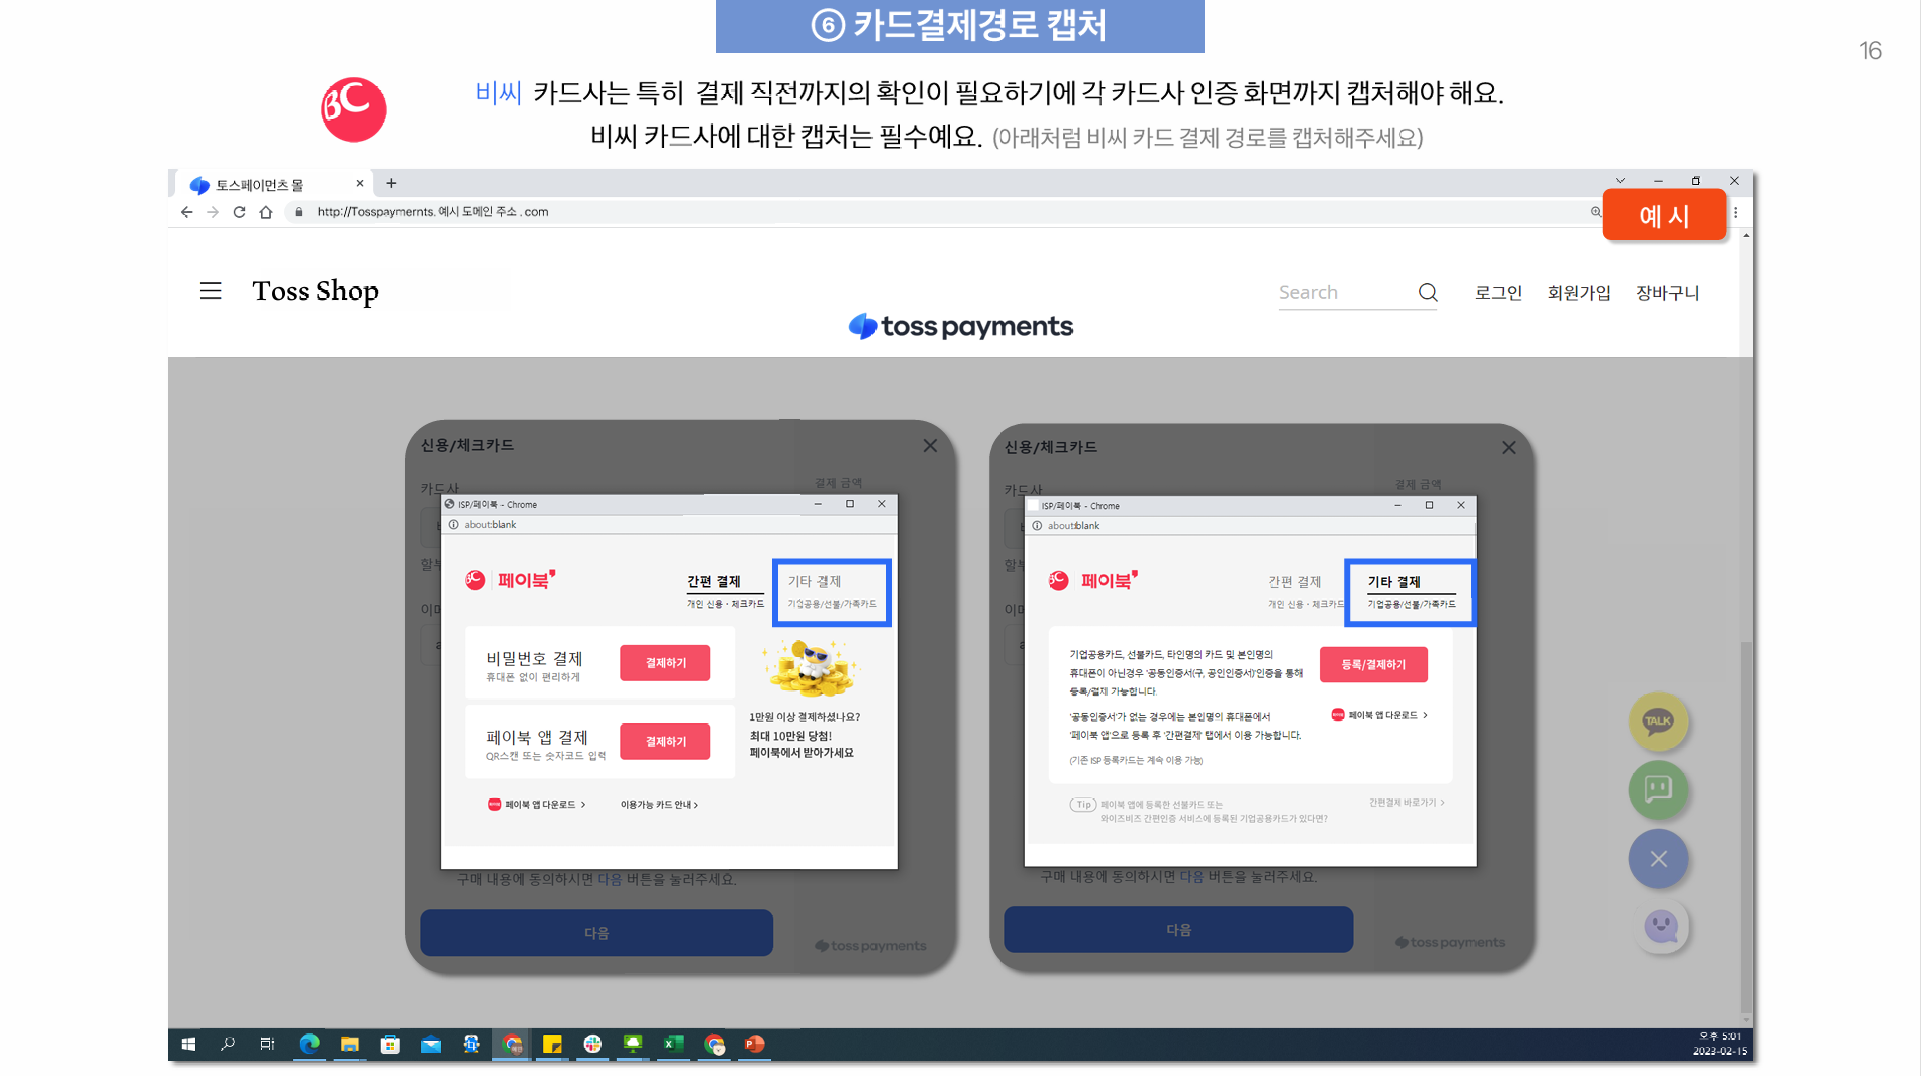 ⑥ 카드결제경로 캡처
16
BC
비씨 카드사는 특히 결제 직전까지의 확인이 필요하기에 각 카드사 인증 화면까지 캡처해야 해요.
비씨 카드사에 대한 캡처는 필수예요. (아래처럼 비씨 카드 결제 경로를 캡처해주세요)
토스페이먼츠 몰
http://Tosspaymernts. 예시 도메인 주소 . com
예 시
Toss Shop
Search
로그인 회원가입 장바구니
toss payments
신용/체크카드
카드사
결제 금액
ISP/페이북 - Chrome
about:blank
BC 페이북
간편 결제
개인 신용 · 체크카드
기타 결제
기업공용/선불/가족카드
비밀번호 결제
휴대폰 없이 편리하게
결제하기
페이북 앱 결제
QR스캔 또는 숫자코드 입력
결제하기
1만원 이상 결제하셨나요?
최대 10만원 당첨!
페이북에서 받아가세요
페이북 앱 다운로드 >
이용가능 카드 안내 >
할부
구매 내용에 동의하시면 다음 버튼을 눌러주세요.
다음
toss payments
신용/체크카드
카드사
결제 금액
ISP/페이북 - Chrome
about:blank
BC 페이북
간편 결제
개인 신용 · 체크카드
기타 결제
기업공용/선불/가족카드
기업공용카드, 선불카드, 타인명의 카드 및 본인명의
휴대폰이 아닌경우 '공동인증서(구, 공인인증서)'인증을 통해
등록/결제 가능합니다.
'공동인증서'가 없는 경우에는 본인명의 휴대폰에서
'페이북 앱'으로 등록 후 '간편결제' 탭에서 이용 가능합니다.
(기존 ISP 등록카드는 계속 이용 가능)
등록/결제하기
페이북 앱 다운로드 >
Tip 페이북 앱에 등록한 선불카드 또는
와이즈비즈 간편인증 서비스에 등록된 기업공용카드가 있다면?
간편결제 바로가기 >
할부
구매 내용에 동의하시면 다음 버튼을 눌러주세요.
다음
toss payments
TALK
오후 5:01
2023-02-15